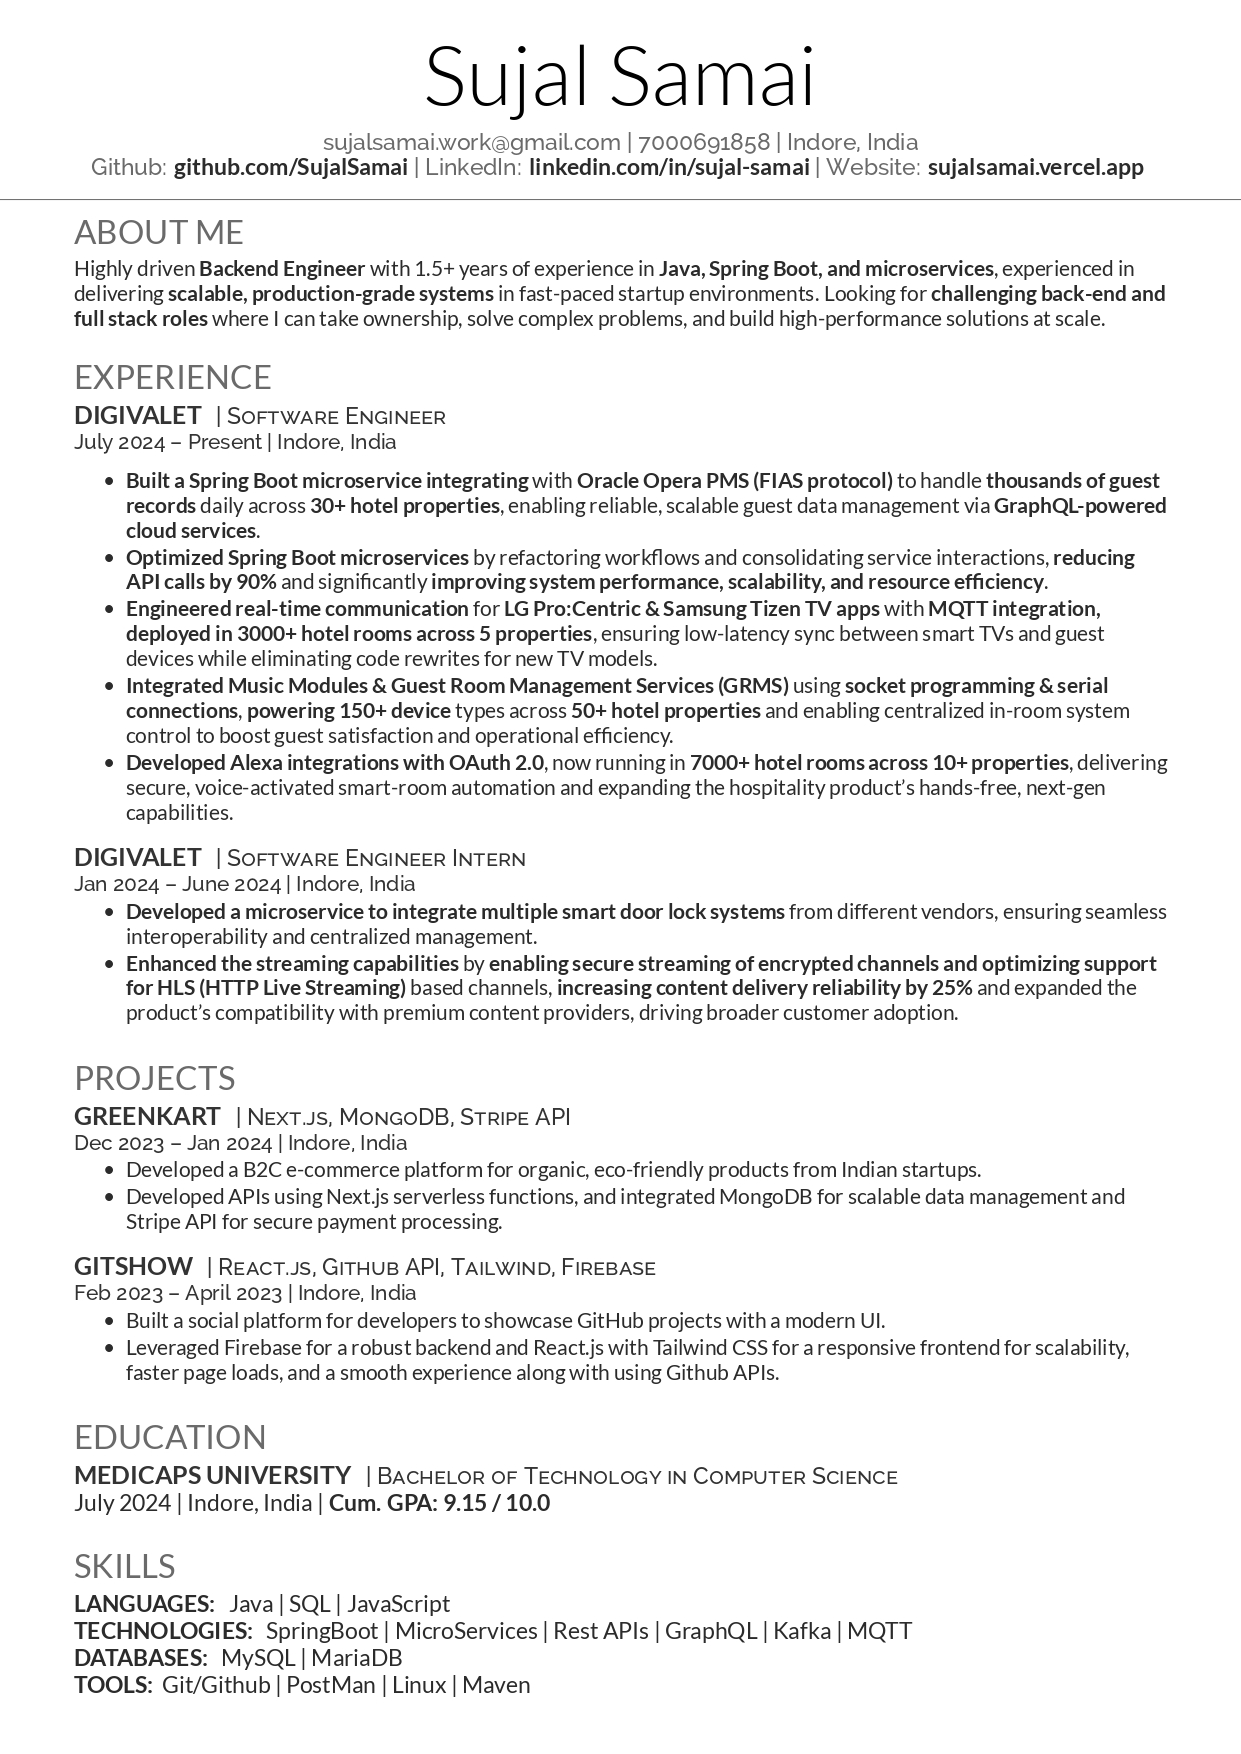 Sujal Samai
sujalsamai.work@gmail.com | 7000691858 | Indore, India
Github: github.com/SujalSamai | LinkedIn: linkedin.com/in/sujal-samai | Website: sujalsamai.vercel.app
ABOUT ME
Highly driven Backend Engineer with 1.5+ years of experience in Java, Spring Boot, and microservices, experienced in
delivering scalable, production-grade systems in fast-paced startup environments. Looking for challenging back-end and
full stack roles where I can take ownership, solve complex problems, and build high-performance solutions at scale.
EXPERIENCE
DIGIVALET | Software Engineer
July 2024 – Present | Indore, India
• Built a Spring Boot microservice integrating with Oracle Opera PMS (FIAS protocol) to handle thousands of guest
records daily across 30+ hotel properties, enabling reliable, scalable guest data management via GraphQL-powered
cloud services.
• Optimized Spring Boot microservices by refactoring workflows and consolidating service interactions, reducing
API calls by 90% and significantly improving system performance, scalability, and resource efficiency.
• Engineered real-time communication for LG Pro:Centric & Samsung Tizen TV apps with MQTT integration,
deployed in 3000+ hotel rooms across 5 properties, ensuring low-latency sync between smart TVs and guest
devices while eliminating code rewrites for new TV models.
• Integrated Music Modules & Guest Room Management Services (GRMS) using socket programming & serial
connections, powering 150+ device types across 50+ hotel properties and enabling centralized in-room system
control to boost guest satisfaction and operational efficiency.
• Developed Alexa integrations with OAuth 2.0, now running in 7000+ hotel rooms across 10+ properties, delivering
secure, voice-activated smart-room automation and expanding the hospitality product’s hands-free, next-gen
capabilities.
DIGIVALET | Software Engineer Intern
Jan 2024 – June 2024 | Indore, India
• Developed a microservice to integrate multiple smart door lock systems from different vendors, ensuring seamless
interoperability and centralized management.
• Enhanced the streaming capabilities by enabling secure streaming of encrypted channels and optimizing support
for HLS (HTTP Live Streaming) based channels, increasing content delivery reliability by 25% and expanded the
product’s compatibility with premium content providers, driving broader customer adoption.
PROJECTS
GREENKART | Next.js, MongoDB, Stripe API
Dec 2023 – Jan 2024 | Indore, India
• Developed a B2C e-commerce platform for organic, eco-friendly products from Indian startups.
• Developed APIs using Next.js serverless functions, and integrated MongoDB for scalable data management and
Stripe API for secure payment processing.
GITSHOW | React.js, Github API, Tailwind, Firebase
Feb 2023 – April 2023 | Indore, India
• Built a social platform for developers to showcase GitHub projects with a modern UI.
• Leveraged Firebase for a robust backend and React.js with Tailwind CSS for a responsive frontend for scalability,
faster page loads, and a smooth experience along with using Github APIs.
EDUCATION
MEDICAPS UNIVERSITY | Bachelor of Technology in Computer Science
July 2024 | Indore, India | Cum. GPA: 9.15 / 10.0
SKILLS
LANGUAGES: Java | SQL | JavaScript
TECHNOLOGIES: SpringBoot | MicroServices | Rest APIs | GraphQL | Kafka | MQTT
DATABASES: MySQL | MariaDB
TOOLS: Git/Github | PostMan | Linux | Maven